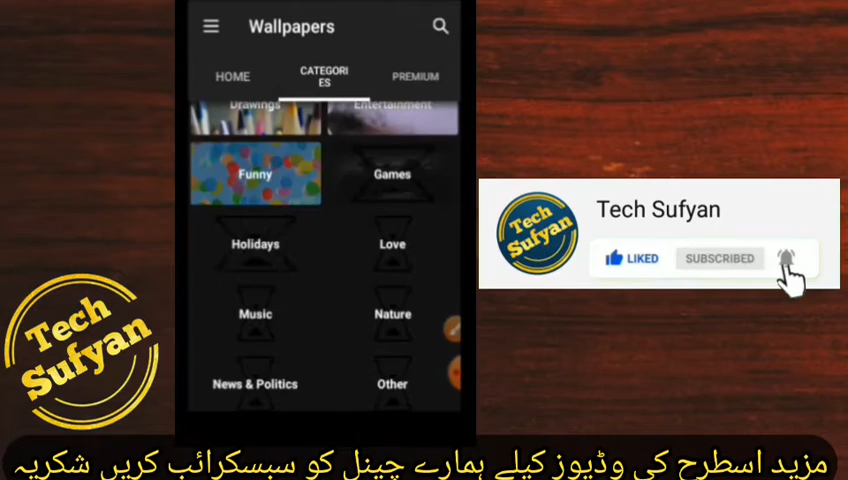 Wallpapers
HOME
CATEGORI
ES
PREMIUM
Drawings
Entertainment
Funny
Games
Holidays
Love
Music
Nature
News & Politics
Other
Tech
Sufyan
Tech Sufyan
LIKED
SUBSCRIBED
Tech
Sufyan
مزید اسطرح کی وڈیوز کیلے ہمارے چینل کو سبسکرائب کریں شکریہ